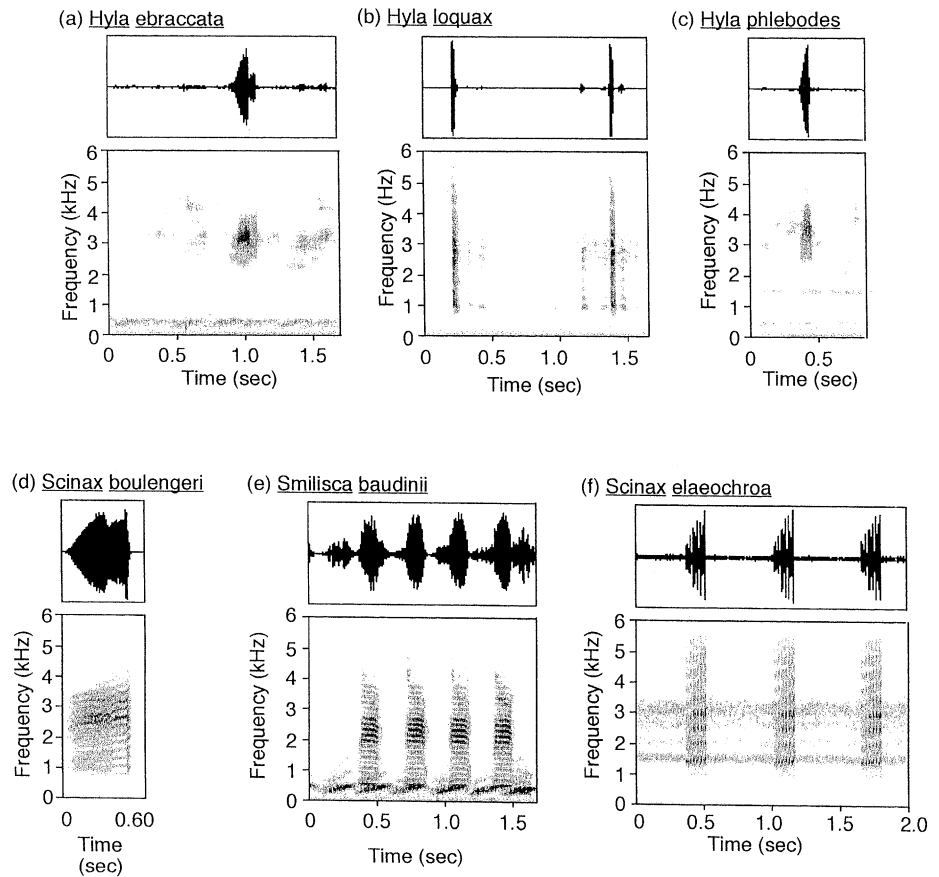 (a) Hyla ebraccata
6
5
4
3
2
1
0
Frequency (kHz)
0 0.5 1.0 1.5
Time (sec)
(b) Hyla loquax
6
5
4
3
2
1
0
Frequency (Hz)
0 0.5 1.0 1.5
Time (sec)
(c) Hyla phlebodes
6
5
4
3
2
1
0
Frequency (Hz)
0 0.5
Time (sec)
(d) Scinax boulengeri
6
5
4
3
2
1
0
Frequency (kHz)
0 0.60
Time
(sec)
(e) Smilisca baudinii
6
5
4
3
2
1
0
Frequency (kHz)
0 0.5 1.0 1.5
Time (sec)
(f) Scinax elaeochroa
6
5
4
3
2
1
0
Frequency (kHz)
0 0.5 1.0 1.5 2.0
Time (sec)